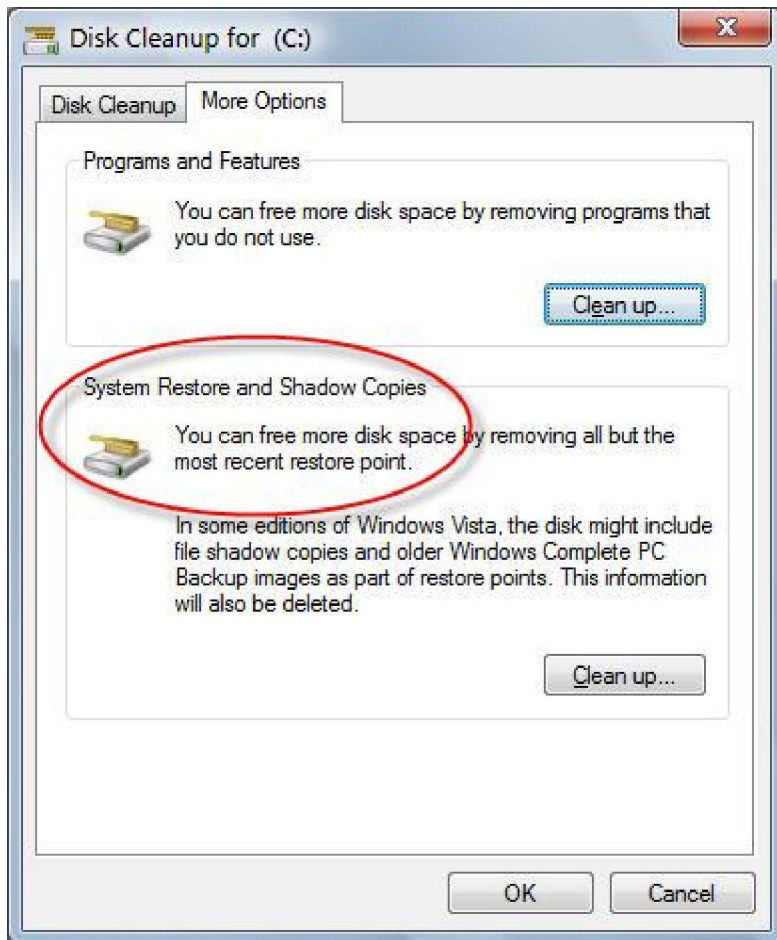 Disk Cleanup for  (C:)
Disk Cleanup
More Options
Programs and Features
You can free more disk space by removing programs that
you do not use.
Clean up...
System Restore and Shadow Copies
You can free more disk space by removing all but the
most recent restore point.
In some editions of Windows Vista, the disk might include
file shadow copies and older Windows Complete PC
Backup images as part of restore points. This information
will also be deleted.
Clean up...
OK
Cancel